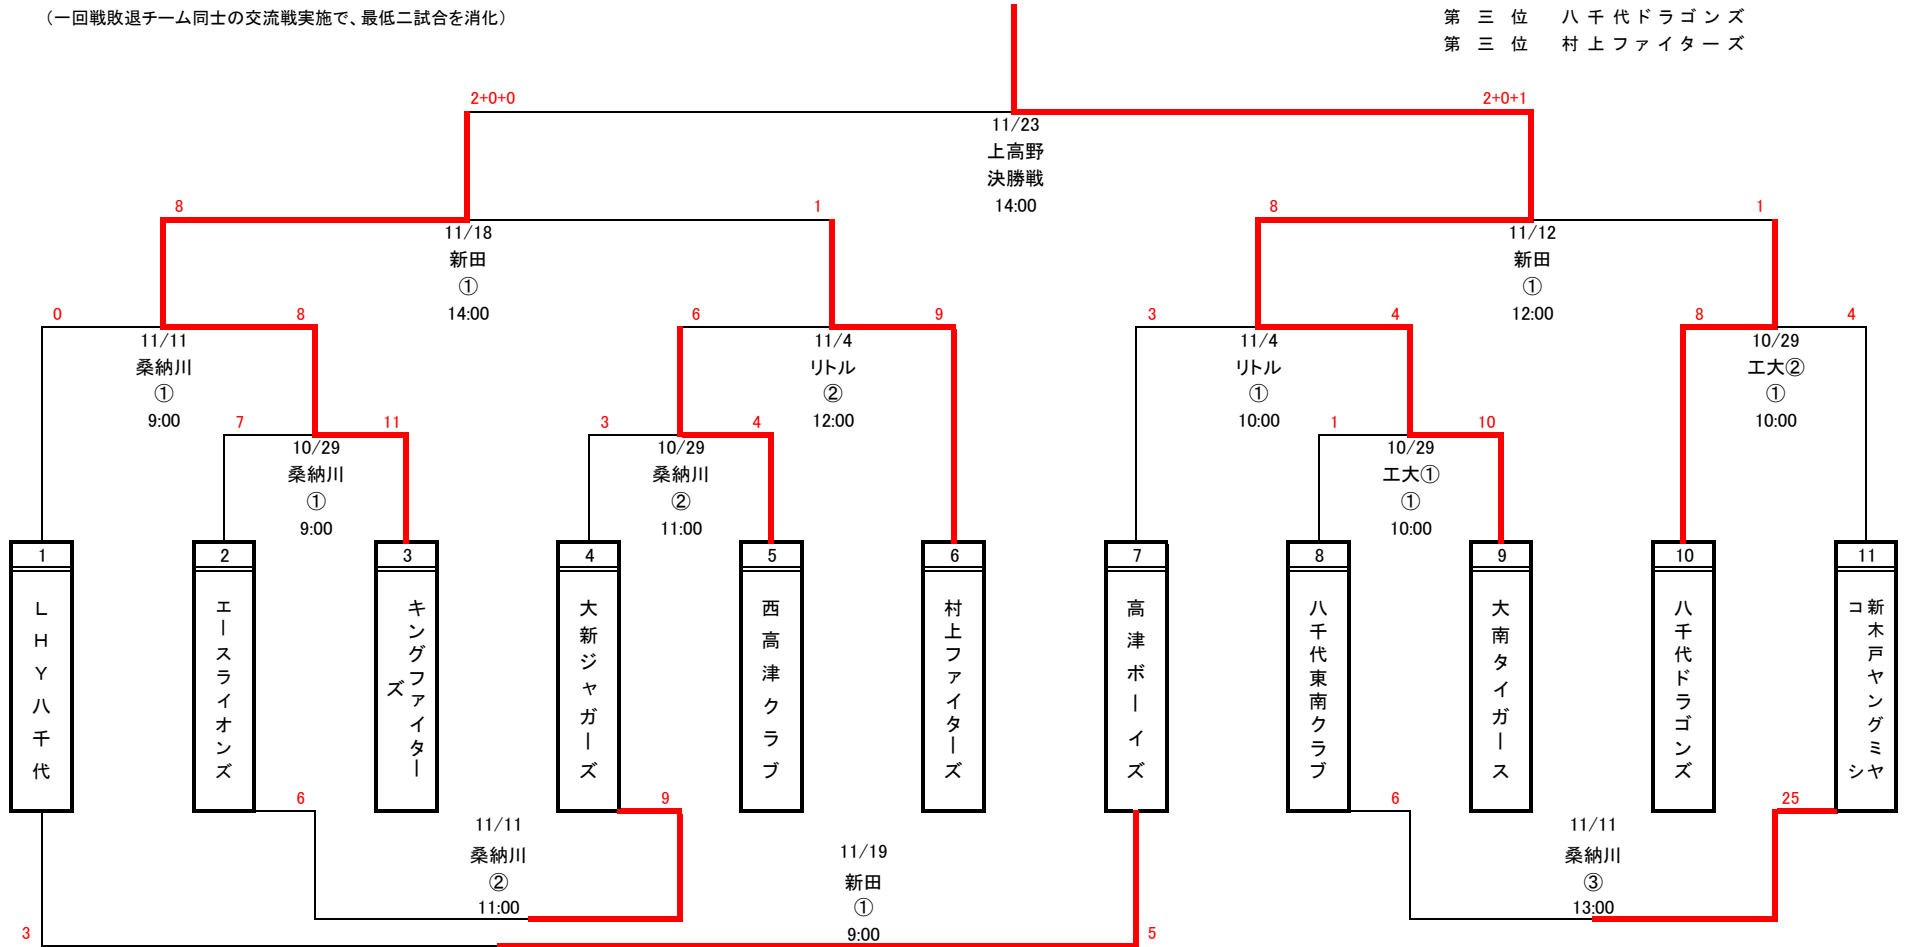 （一回戦敗退チーム同士の交流戦実施で、最低二試合を消化）
第三位 八千代ドラゴンズ
第三位 村上ファイターズ
2+0+0
2+0+1
11/23
上高野
決勝戦
14:00
8
1
8
1
11/18
新田
①
14:00
11/12
新田
①
12:00
0
8
6
9
3
4
8
4
11/11
桑納川
①
9:00
11/4
リトル
②
12:00
11/4
リトル
①
10:00
10/29
工大②
①
10:00
7
11
3
4
1
10
10/29
桑納川
①
9:00
10/29
桑納川
②
11:00
10/29
工大①
①
10:00
1
2
3
4
5
6
7
8
9
10
11
LHY八千代
エースライオンズ
キングファイターズ
大新ジャガーズ
西高津クラブ
村上ファイターズ
高津ボーイズ
八千代東南クラブ
大南タイガース
八千代ドラゴンズ
新木戸ヤングミヤコシ
6
9
6
25
11/11
桑納川
②
11:00
11/19
新田
①
9:00
11/11
桑納川
③
13:00
3
5